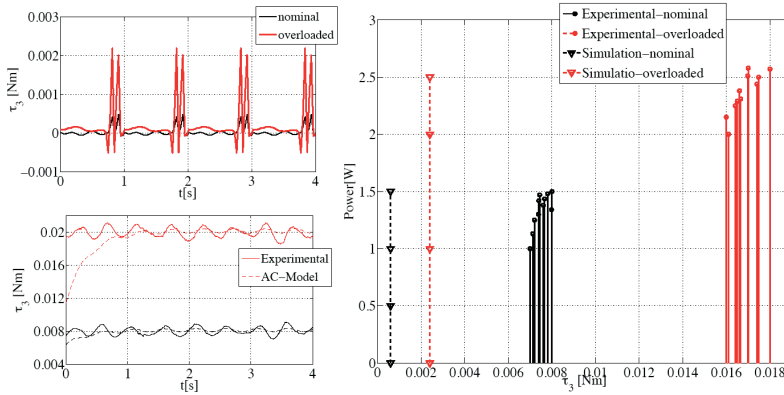 nominal
overloaded
0.003
0.002
0.001
0
−0.001
τ3 [Nm]
0 1 2 3 4
t[s]
0.02
0.016
0.012
0.008
0.004
τ3 [Nm]
Experimental
AC−Model
0 1 2 3 4
t[s]
Experimental−nominal
Experimental−overloaded
Simulation−nominal
Simulatio−overloaded
3
2.5
2
1.5
1
0.5
0
Power[W]
0 0.002 0.004 0.006 0.008 0.01 0.012 0.014 0.016 0.018
τ3 [Nm]